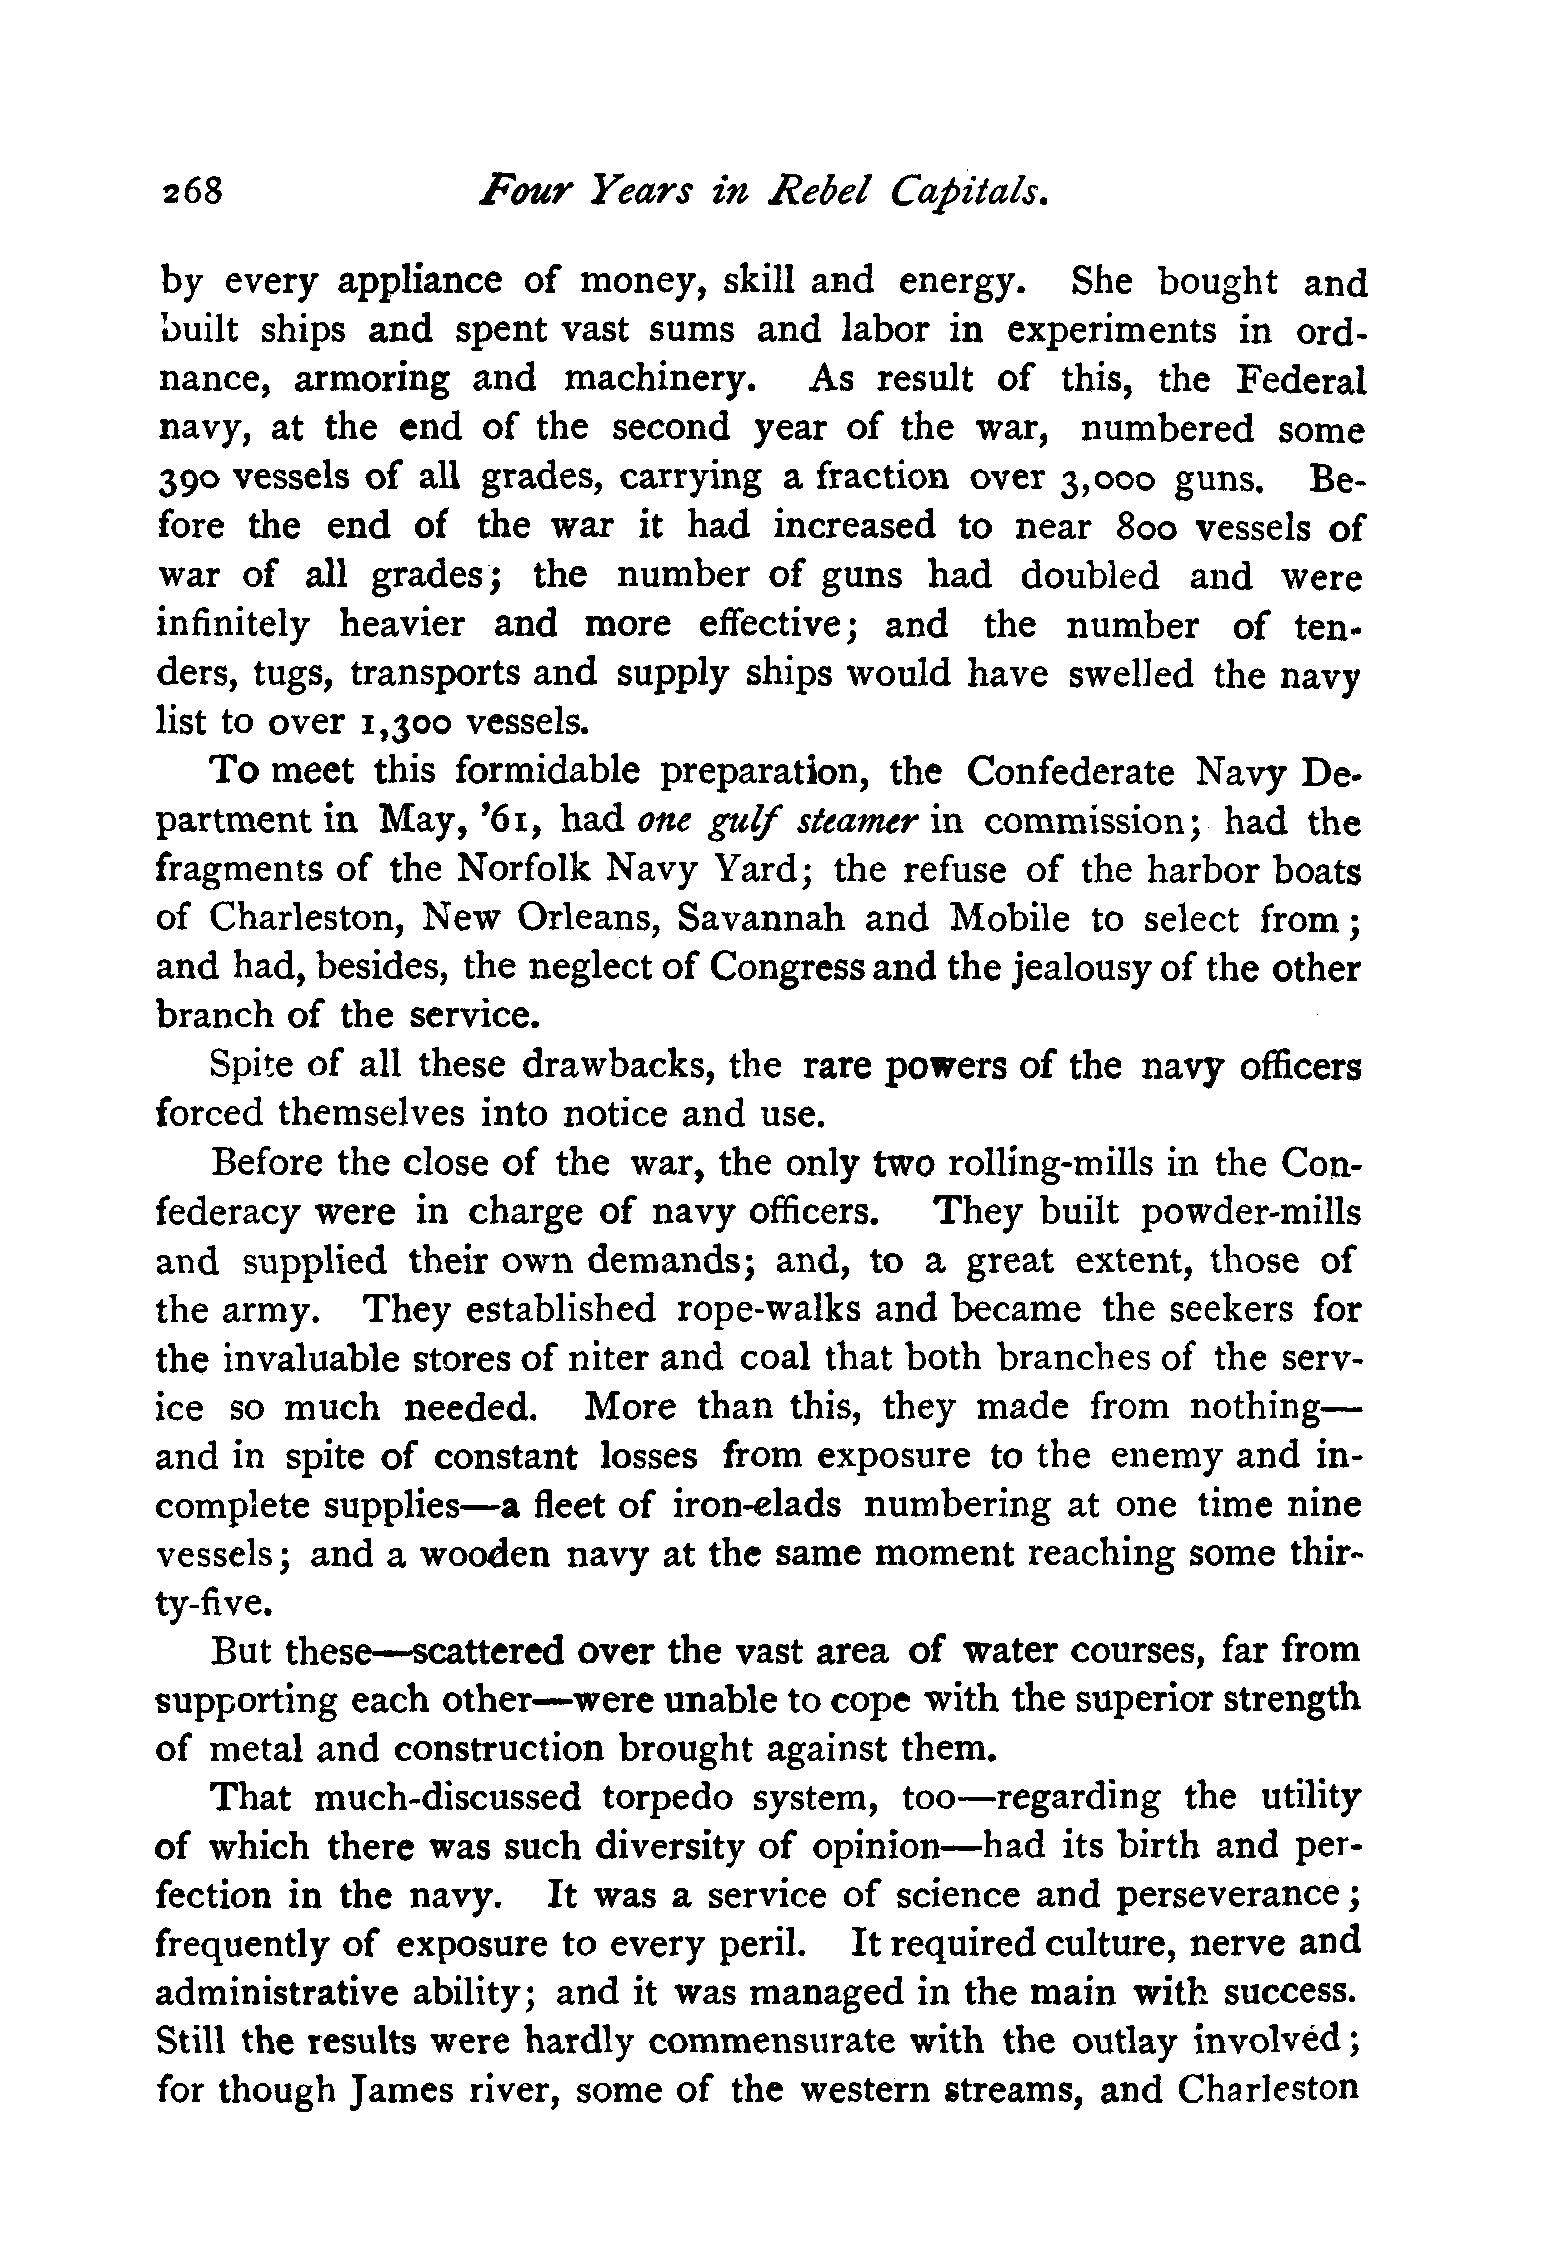 268 Four Years in Rebel Capitals.
by every appliance of money, skill and energy. She bought and
built ships and spent vast sums and labor in experiments in ord-
nance, armoring and machinery. As result of this, the Federal
navy, at the end of the second year of the war, numbered some
390 vessels of all grades, carrying a fraction over 3,000 guns. Be-
fore the end of the war it had increased to near 800 vessels of
war of all grades; the number of guns had doubled and were
infinitely heavier and more effective; and the number of ten-
ders, tugs, transports and supply ships would have swelled the navy
list to over 1,300 vessels.
To meet this formidable preparation, the Confederate Navy De-
partment in May, '61, had one gulf steamer in commission; had the
fragments of the Norfolk Navy Yard; the refuse of the harbor boats
of Charleston, New Orleans, Savannah and Mobile to select from;
and had, besides, the neglect of Congress and the jealousy of the other
branch of the service.
Spite of all these drawbacks, the rare powers of the navy officers
forced themselves into notice and use.
Before the close of the war, the only two rolling-mills in the Con-
federacy were in charge of navy officers. They built powder-mills
and supplied their own demands; and, to a great extent, those of
the army. They established rope-walks and became the seekers for
the invaluable stores of niter and coal that both branches of the serv-
ice so much needed. More than this, they made from nothing—
and in spite of constant losses from exposure to the enemy and in-
complete supplies—a fleet of iron-clads numbering at one time nine
vessels; and a wooden navy at the same moment reaching some thir-
ty-five.
But these—scattered over the vast area of water courses, far from
supporting each other—were unable to cope with the superior strength
of metal and construction brought against them.
That much-discussed torpedo system, too—regarding the utility
of which there was such diversity of opinion—had its birth and per-
fection in the navy. It was a service of science and perseverance;
frequently of exposure to every peril. It required culture, nerve and
administrative ability; and it was managed in the main with success.
Still the results were hardly commensurate with the outlay involved;
for though James river, some of the western streams, and Charleston